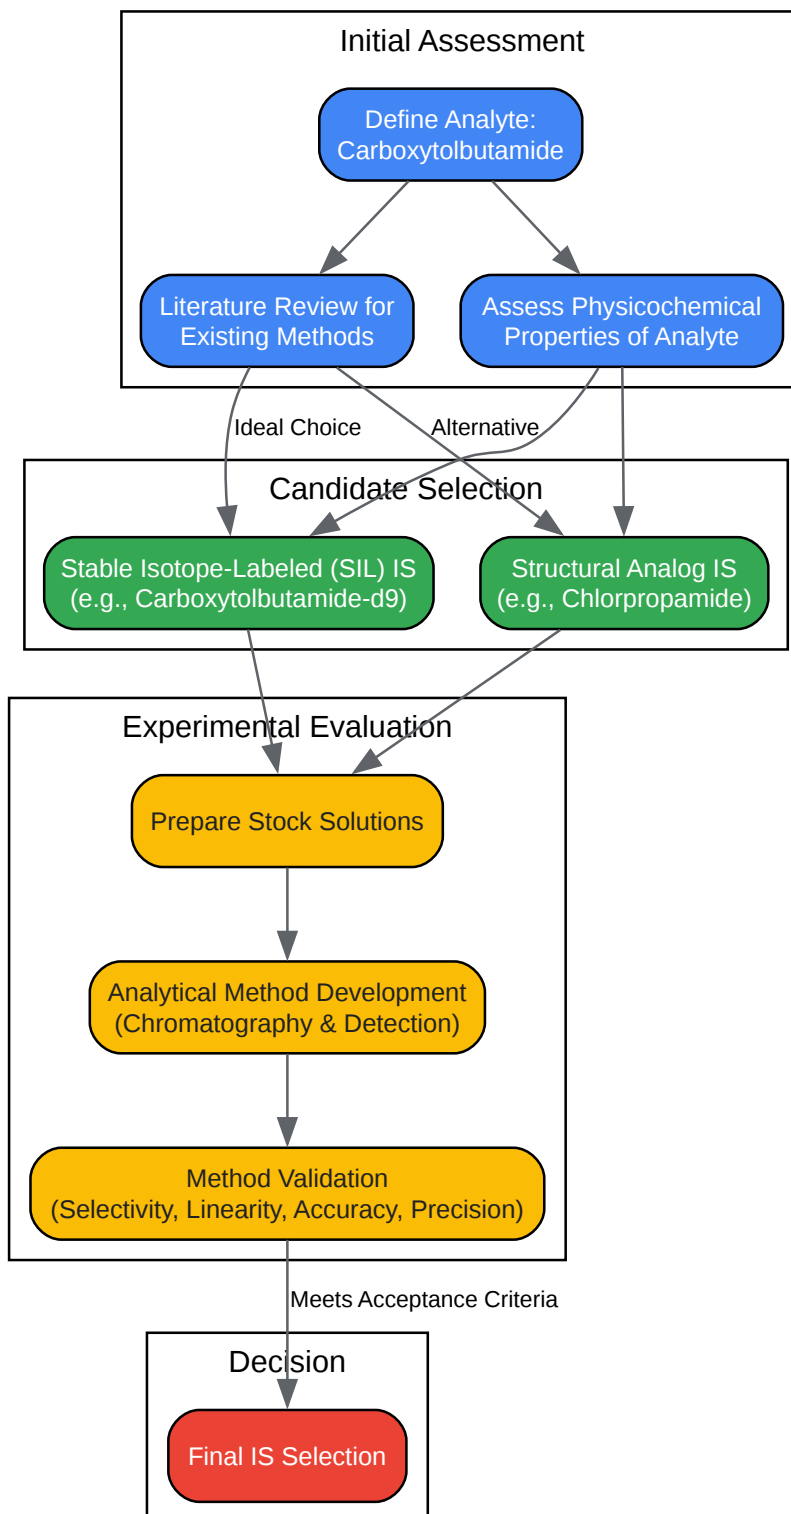 Initial Assessment
Define Analyte:
Carboxytolbutamide
Literature Review for
Existing Methods
Assess Physicochemical
Properties of Analyte
Ideal Choice
Alternative
Candidate Selection
Stable Isotope-Labeled (SIL) IS
(e.g., Carboxytolbutamide-d9)
Structural Analog IS
(e.g., Chlorpropamide)
Experimental Evaluation
Prepare Stock Solutions
Analytical Method Development
(Chromatography & Detection)
Method Validation
(Selectivity, Linearity, Accuracy, Precision)
Meets Acceptance Criteria
Decision
Final IS Selection